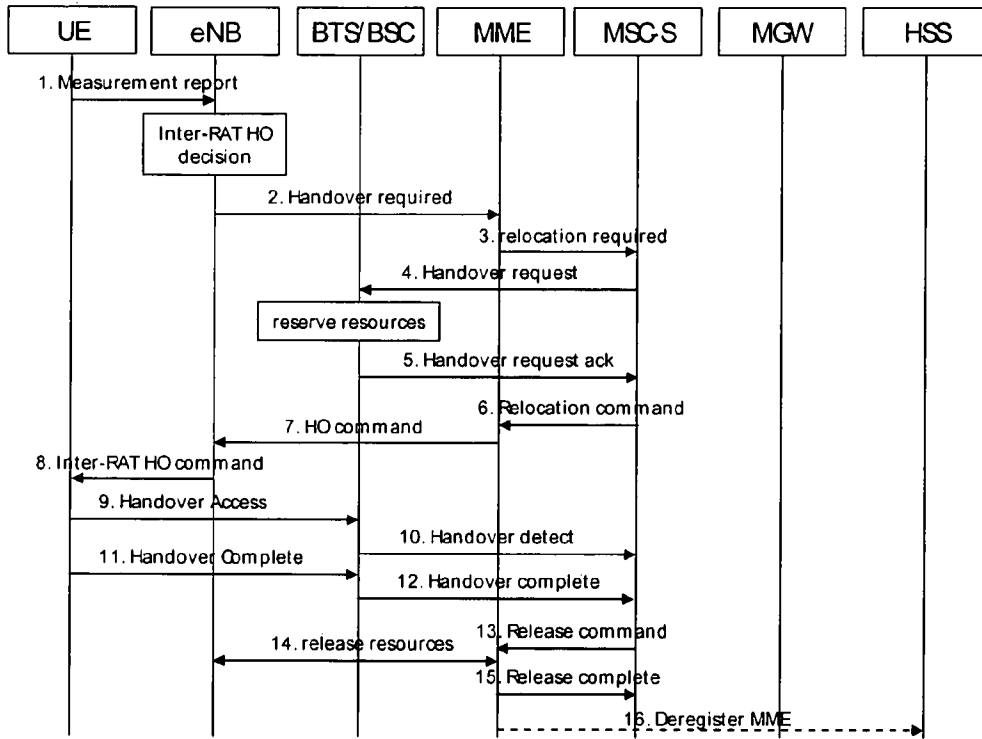 UE eNB BTS/BSC MME MSC-S MGW HSS
1. Measurement report
Inter-RAT HO
decision
2. Handover required
3. relocation required
4. Handover request
reserve resources
5. Handover request ack
6. Relocation command
7. HO command
8. Inter-RAT HO command
9. Handover Access
10. Handover detect
11. Handover Complete
12. Handover complete
13. Release command
14. release resources
15. Release complete
16. Deregister MME